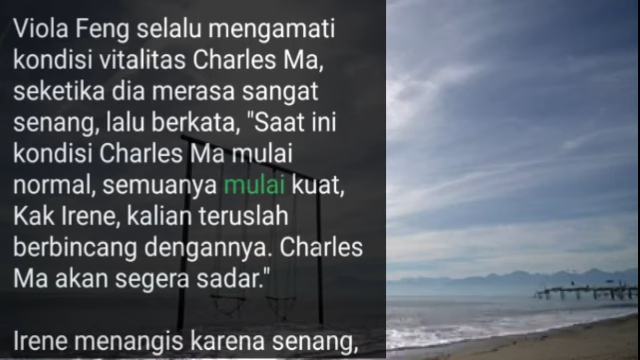 Viola Feng selalu mengamati
kondisi vitalitas Charles Ma,
seketika dia merasa sangat
senang, lalu berkata, "Saat ini
kondisi Charles Ma mulai
normal, semuanya mulai kuat,
Kak Irene, kalian teruslah
berbincang dengannya. Charles
Ma akan segera sadar."
Irene menangis karena senang,